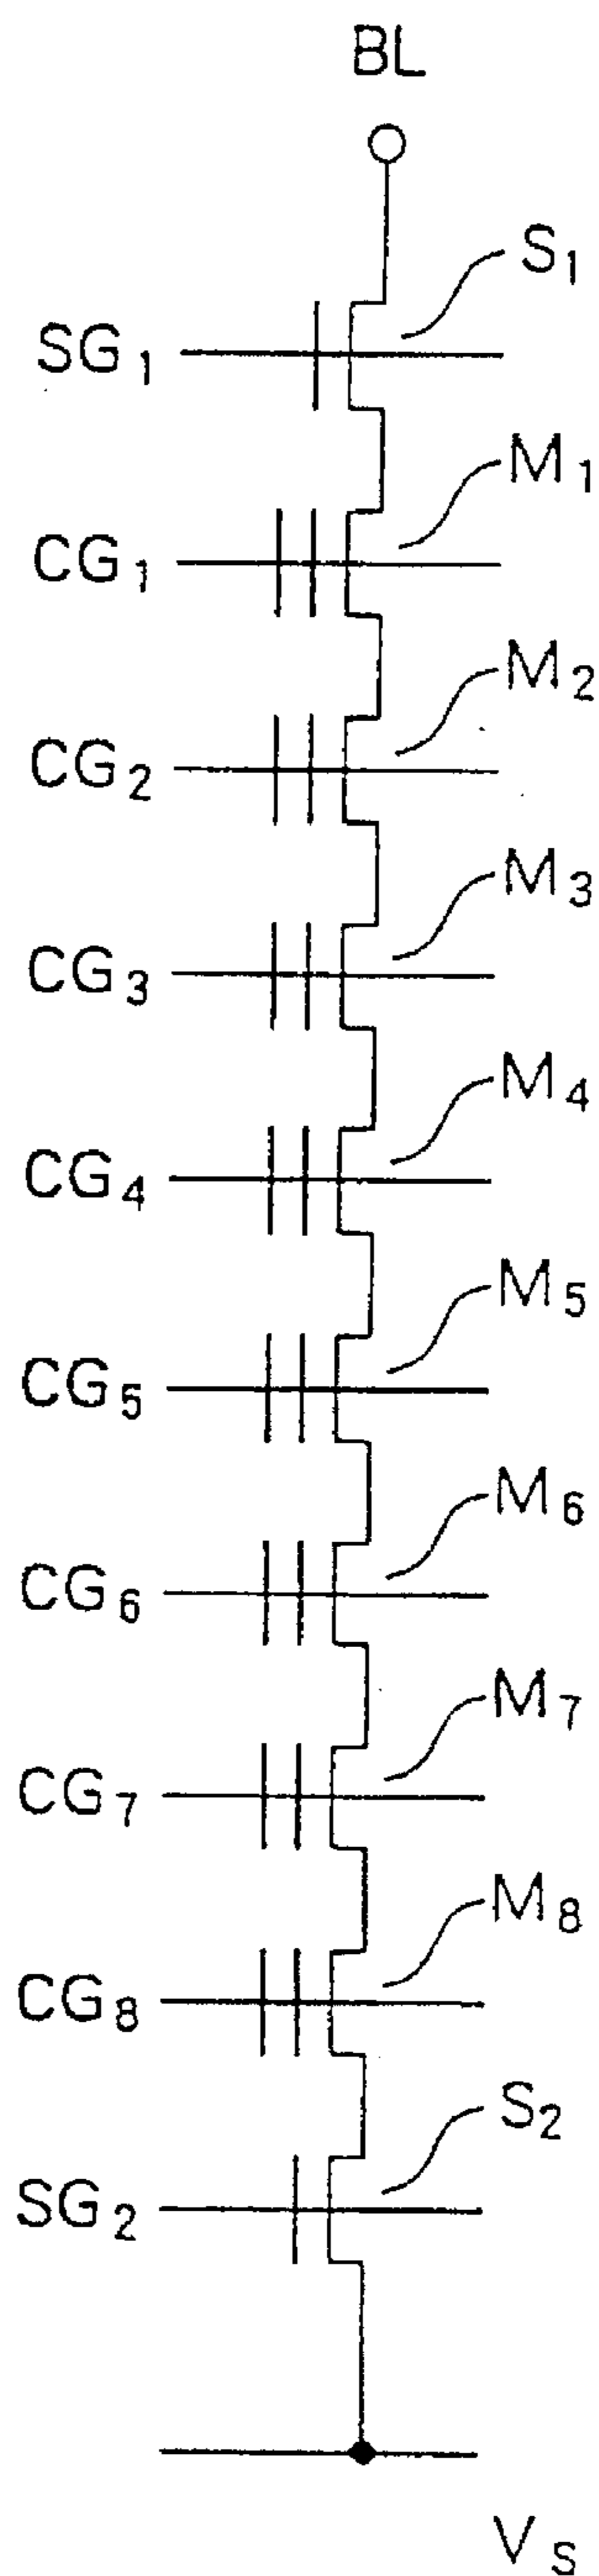 BL
S₁
SG₁
M₁
CG₁
M₂
CG₂
M₃
CG₃
M₄
CG₄
M₅
CG₅
M₆
CG₆
M₇
CG₇
M₈
CG₈
S₂
SG₂
V_S